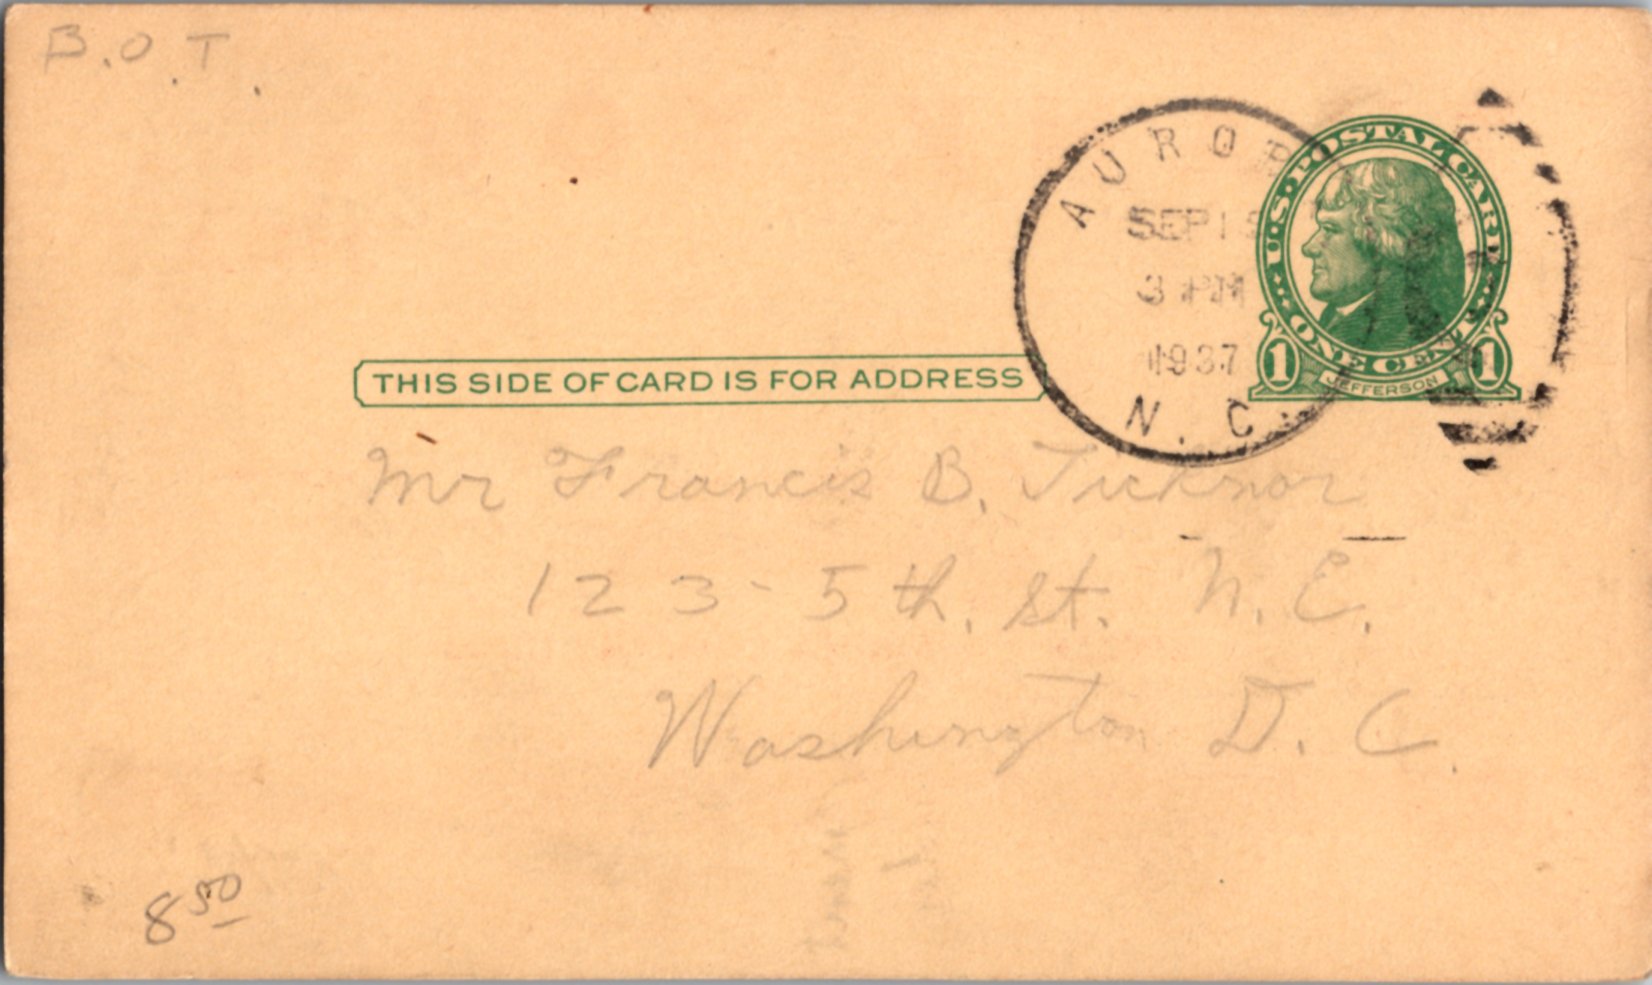 B.O.T.
AURORA
SEP 1
3 PM
1937
N. C.
U.S. POSTAL CARD
ONE CENT
1 JEFFERSON 1
THIS SIDE OF CARD IS FOR ADDRESS
Mr Francis B. Ticknor
123-5th. St. N.E.
Washington D.C.
8 50